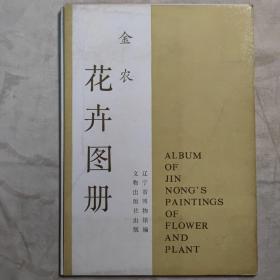 金农
花卉图册
辽宁省博物馆编
文物出版社出版
ALBUM
OF
JIN
NONG'S
PAINTINGS
OF
FLOWER
AND
PLANT